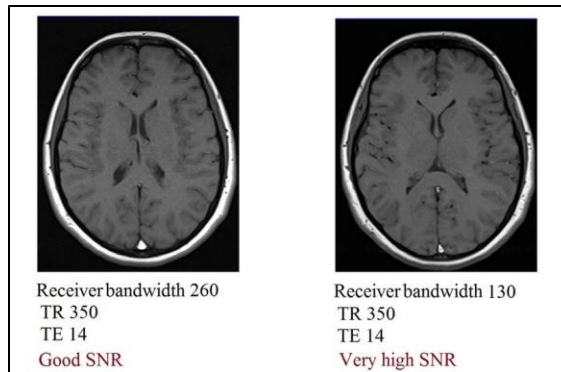 Receiver bandwidth 260
TR 350
TE 14
Good SNR
Receiver bandwidth 130
TR 350
TE 14
Very high SNR